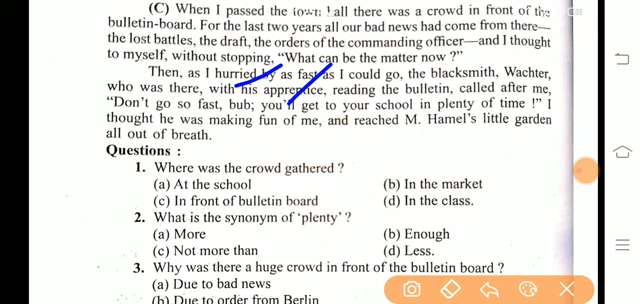 (C) When I passed the town hall there was a crowd in front of the
bulletin-board. For the last two years all our bad news had come from there—
the lost battles, the draft, the orders of the commanding officer—and I thought
to myself, without stopping, “What can be the matter now ?”
Then, as I hurried by as fast as I could go, the blacksmith, Wachter,
who was there, with his apprentice, reading the bulletin, called after me,
“Don’t go so fast, bub; you’ll get to your school in plenty of time !” I
thought he was making fun of me, and reached M. Hamel’s little garden
all out of breath.
Questions :
1. Where was the crowd gathered ?
(a) At the school (b) In the market
(c) In front of bulletin board (d) In the class.
2. What is the synonym of ‘plenty’ ?
(a) More (b) Enough
(c) Not more than (d) Less.
3. Why was there a huge crowd in front of the bulletin board ?
(a) Due to bad news
(b) Due to order from Berlin